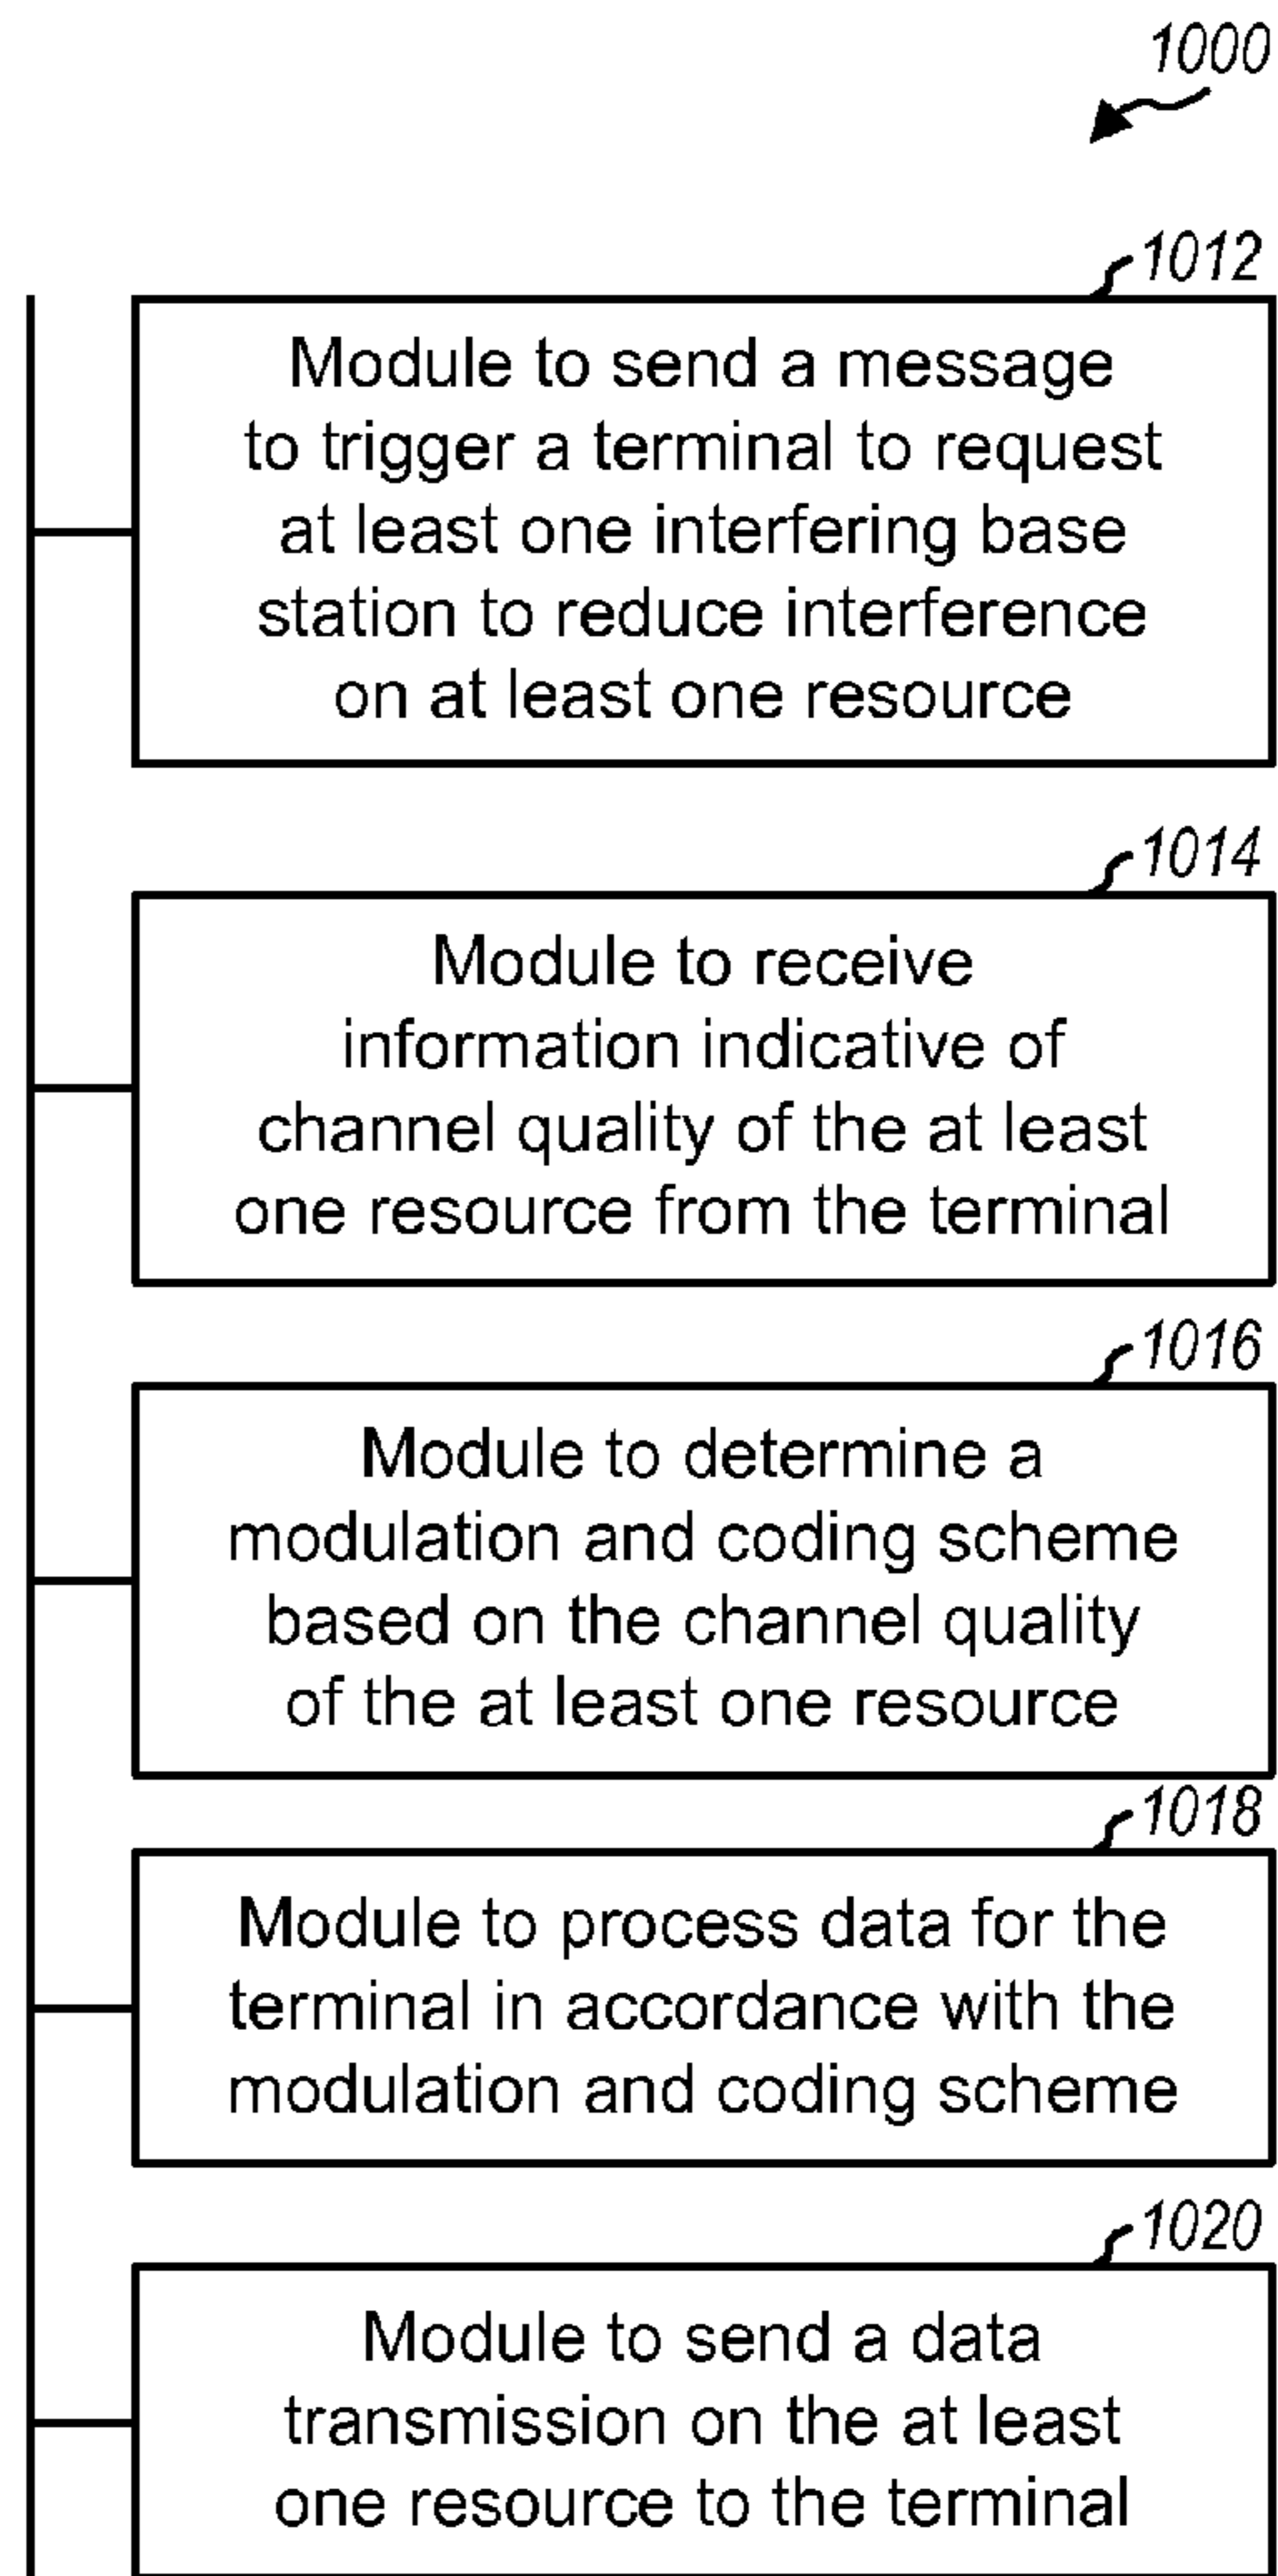 1000
1012
Module to send a message
to trigger a terminal to request
at least one interfering base
station to reduce interference
on at least one resource
1014
Module to receive
information indicative of
channel quality of the at least
one resource from the terminal
1016
Module to determine a
modulation and coding scheme
based on the channel quality
of the at least one resource
1018
Module to process data for the
terminal in accordance with the
modulation and coding scheme
1020
Module to send a data
transmission on the at least
one resource to the terminal